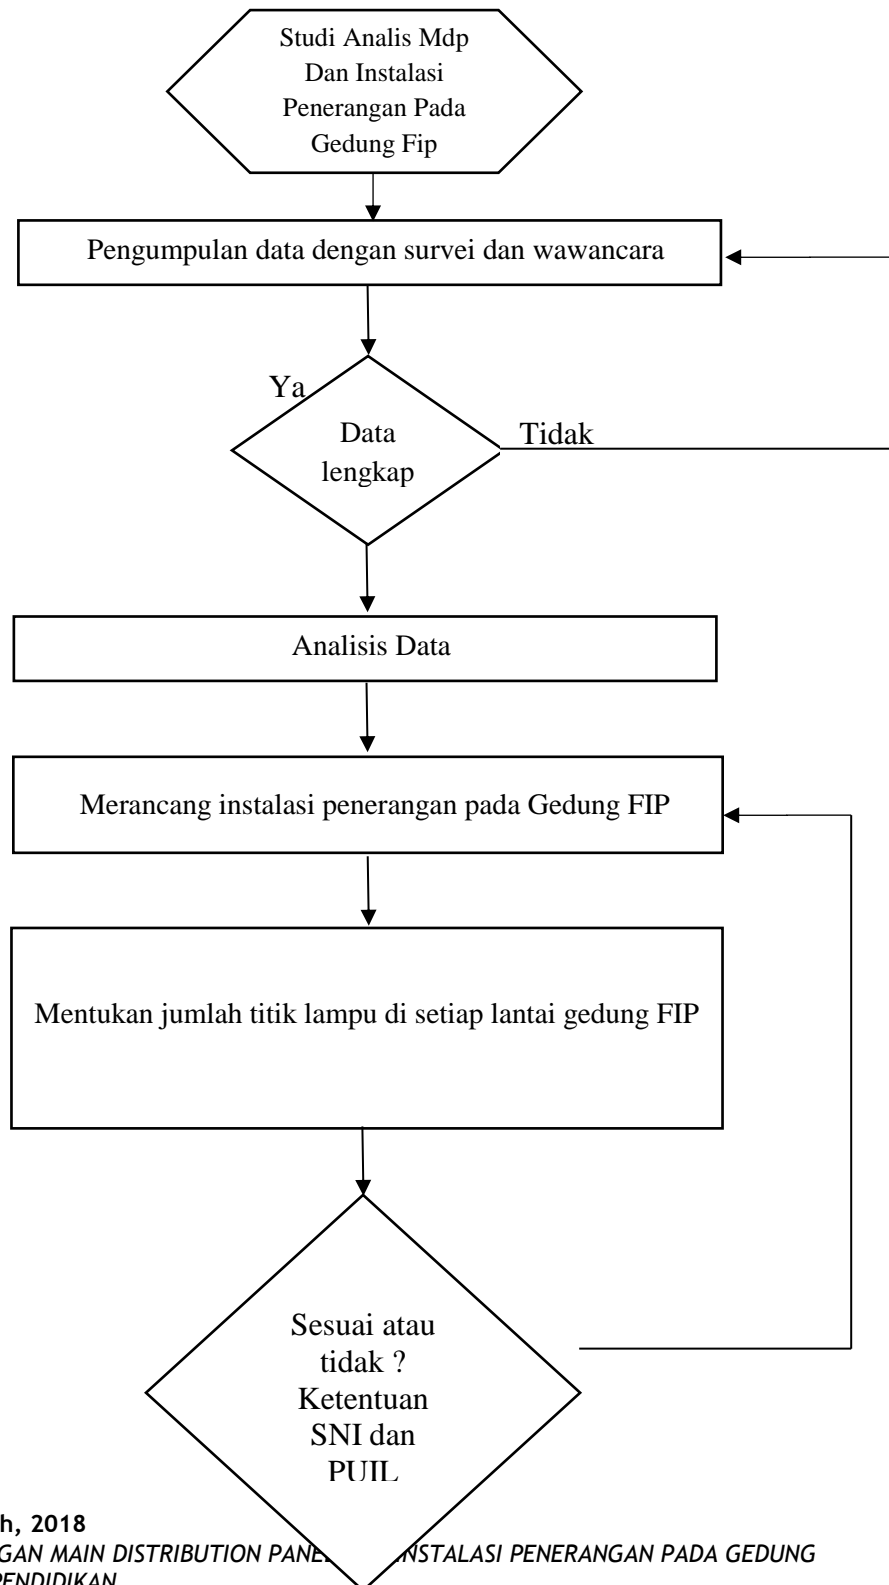 Studi Analis Mdp
Dan Instalasi
Penerangan Pada
Gedung Fip
Pengumpulan data dengan survei dan wawancara
Ya
Data
lengkap
Tidak
Analisis Data
Merancang instalasi penerangan pada Gedung FIP
Mentukan jumlah titik lampu di setiap lantai gedung FIP
Sesuai atau
tidak ?
Ketentuan
SNI dan
PUIL
h, 2018
GAN MAIN DISTRIBUTION PANE NSTALASI PENERANGAN PADA GEDUNG
PENDIDIKAN